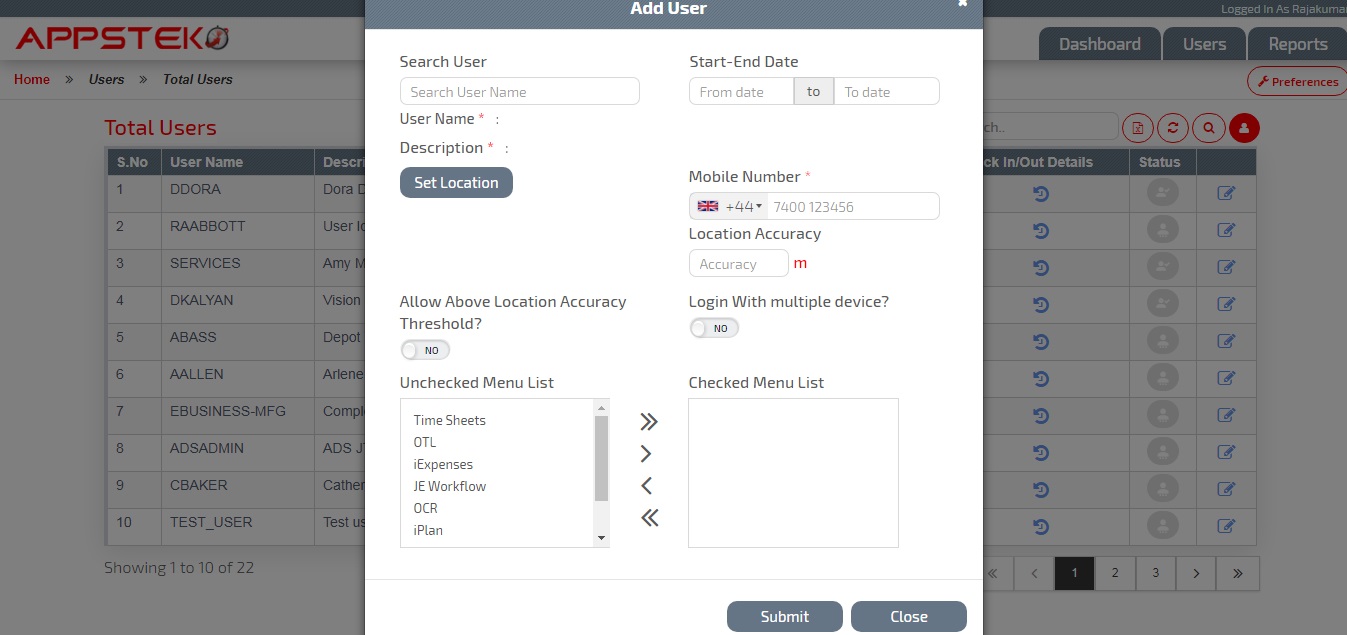 Add User
Logged In As Rajakumar
APPSTEK
Dashboard
Users
Reports
Home » Users » Total Users
Preferences
Search User
Start-End Date
Search User Name
From date
to
To date
User Name * :
Description * :
Set Location
Mobile Number *
+44
7400 123456
Location Accuracy
Accuracy
m
Allow Above Location Accuracy
Threshold?
NO
Login With multiple device?
NO
Unchecked Menu List
Checked Menu List
Time Sheets
OTL
iExpenses
JE Workflow
OCR
iPlan
Submit
Close
Total Users
ch..
S.No User Name Descri ck In/Out Details Status
1 DDORA Dora D
2 RAABBOTT User Ic
3 SERVICES Amy M
4 DKALYAN Vision
5 ABASS Depot
6 AALLEN Arlene
7 EBUSINESS-MFG Comple
8 ADSADMIN ADS J
9 CBAKER Cather
10 TEST_USER Test us
Showing 1 to 10 of 22
« < 1 2 3 > »